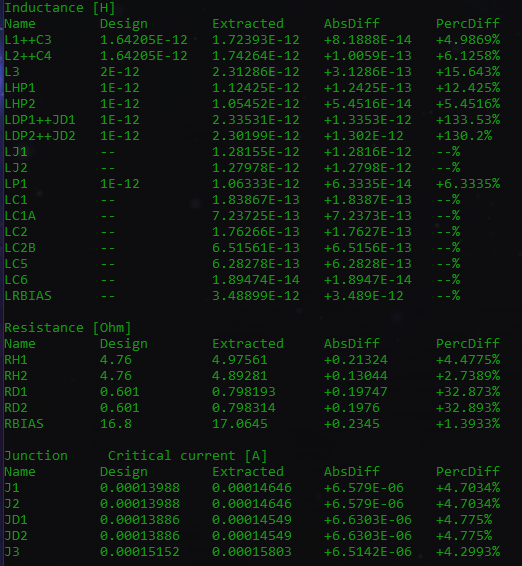 Inductance [H]
Name Design Extracted AbsDiff PercDiff
L1++C3 1.64205E-12 1.72393E-12 +8.1888E-14 +4.9869%
L2++C4 1.64205E-12 1.74264E-12 +1.0059E-13 +6.1258%
L3 2E-12 2.31286E-12 +3.1286E-13 +15.643%
LHP1 1E-12 1.12425E-12 +1.2425E-13 +12.425%
LHP2 1E-12 1.05452E-12 +5.4516E-14 +5.4516%
LDP1++JD1 1E-12 2.33531E-12 +1.3353E-12 +133.53%
LDP2++JD2 1E-12 2.30199E-12 +1.302E-12 +130.2%
LJ1 -- 1.28155E-12 +1.2816E-12 --%
LJ2 -- 1.27978E-12 +1.2798E-12 --%
LP1 1E-12 1.06333E-12 +6.3335E-14 +6.3335%
LC1 -- 1.83867E-13 +1.8387E-13 --%
LC1A -- 7.23725E-13 +7.2373E-13 --%
LC2 -- 1.76266E-13 +1.7627E-13 --%
LC2B -- 6.51561E-13 +6.5156E-13 --%
LC5 -- 6.28278E-13 +6.2828E-13 --%
LC6 -- 1.89474E-14 +1.8947E-14 --%
LRBIAS -- 3.48899E-12 +3.489E-12 --%
Resistance [Ohm]
Name Design Extracted AbsDiff PercDiff
RH1 4.76 4.97561 +0.21324 +4.4775%
RH2 4.76 4.89281 +0.13044 +2.7389%
RD1 0.601 0.798193 +0.19747 +32.873%
RD2 0.601 0.798314 +0.1976 +32.893%
RBIAS 16.8 17.0645 +0.2345 +1.3933%
Junction Critical current [A]
Name Design Extracted AbsDiff PercDiff
J1 0.00013988 0.00014646 +6.579E-06 +4.7034%
J2 0.00013988 0.00014646 +6.579E-06 +4.7034%
JD1 0.00013886 0.00014549 +6.6303E-06 +4.775%
JD2 0.00013886 0.00014549 +6.6303E-06 +4.775%
J3 0.00015152 0.00015803 +6.5142E-06 +4.2993%